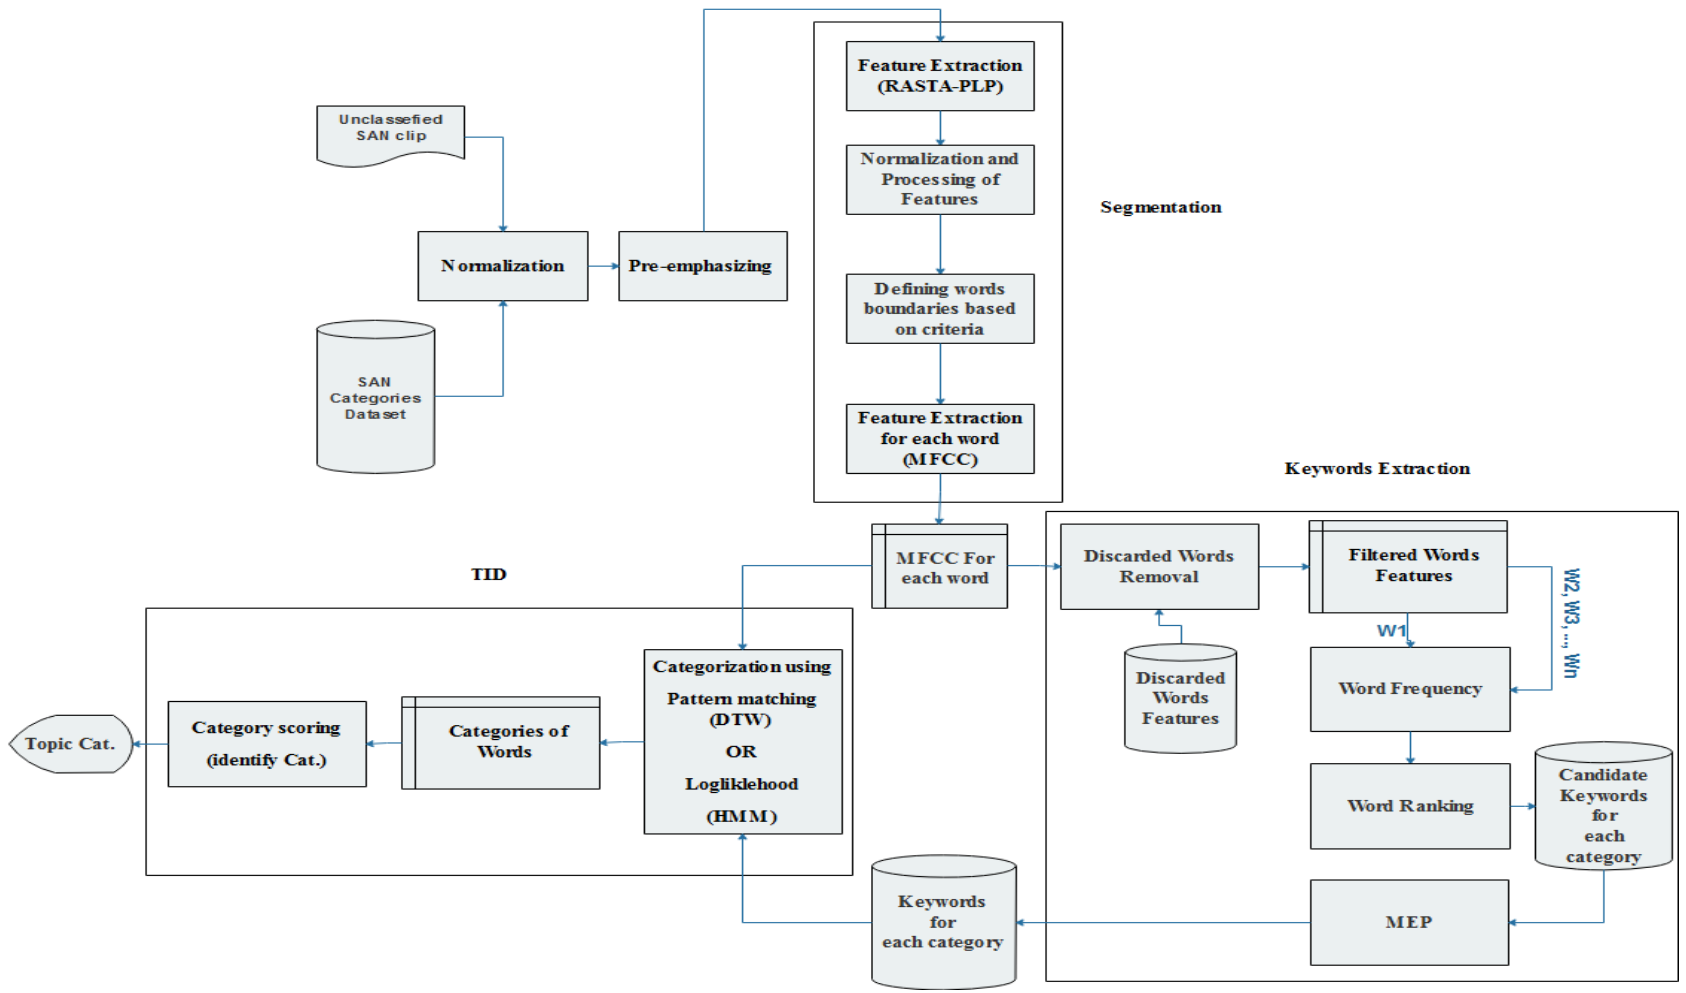 Feature Extraction
(RASTA-PLP)
Unclassefied
SAN clip
Normalization and
Processing of
Features
Segmentation
Normalization
Pre-emphasizing
Defining words
boundaries based
on criteria
SAN
Categories
Dataset
Feature Extraction
for each word
(MFCC)
Keywords Extraction
MFCC For
each word
Discarded Words
Removal
Filtered Words
Features
W2, W3, ..., Wn
W1
TID
Discarded
Words
Features
Word Frequency
Categorization using
Pattern matching
(DTW)
OR
Logliklehood
(HMM)
Categories of
Words
Category scoring
(identify Cat.)
Topic Cat.
Word Ranking
Candidate
Keywords
for
each
category
Keywords
for
each category
MEP